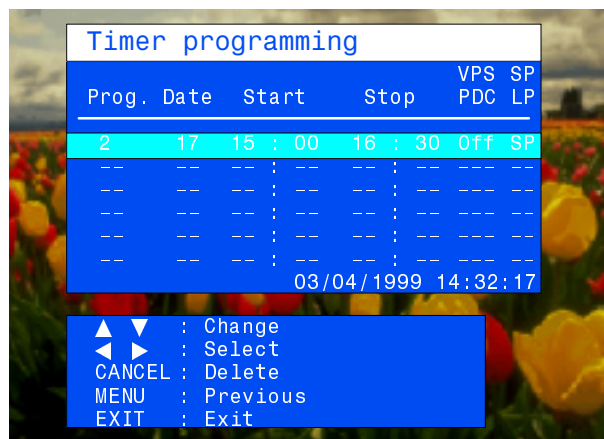 Timer programming
VPS SP
Prog. Date Start Stop PDC LP
2 17 15 : 00 16 : 30 Off SP
-- -- -- : -- -- : -- --- --
-- -- -- : -- -- : -- --- --
-- -- -- : -- -- : -- --- --
-- -- -- : -- -- : -- --- --
-- -- -- : -- -- : -- --- --
03/04/1999 14:32:17
▲ ▼ : Change
◀ ▶ : Select
CANCEL : Delete
MENU : Previous
EXIT : Exit